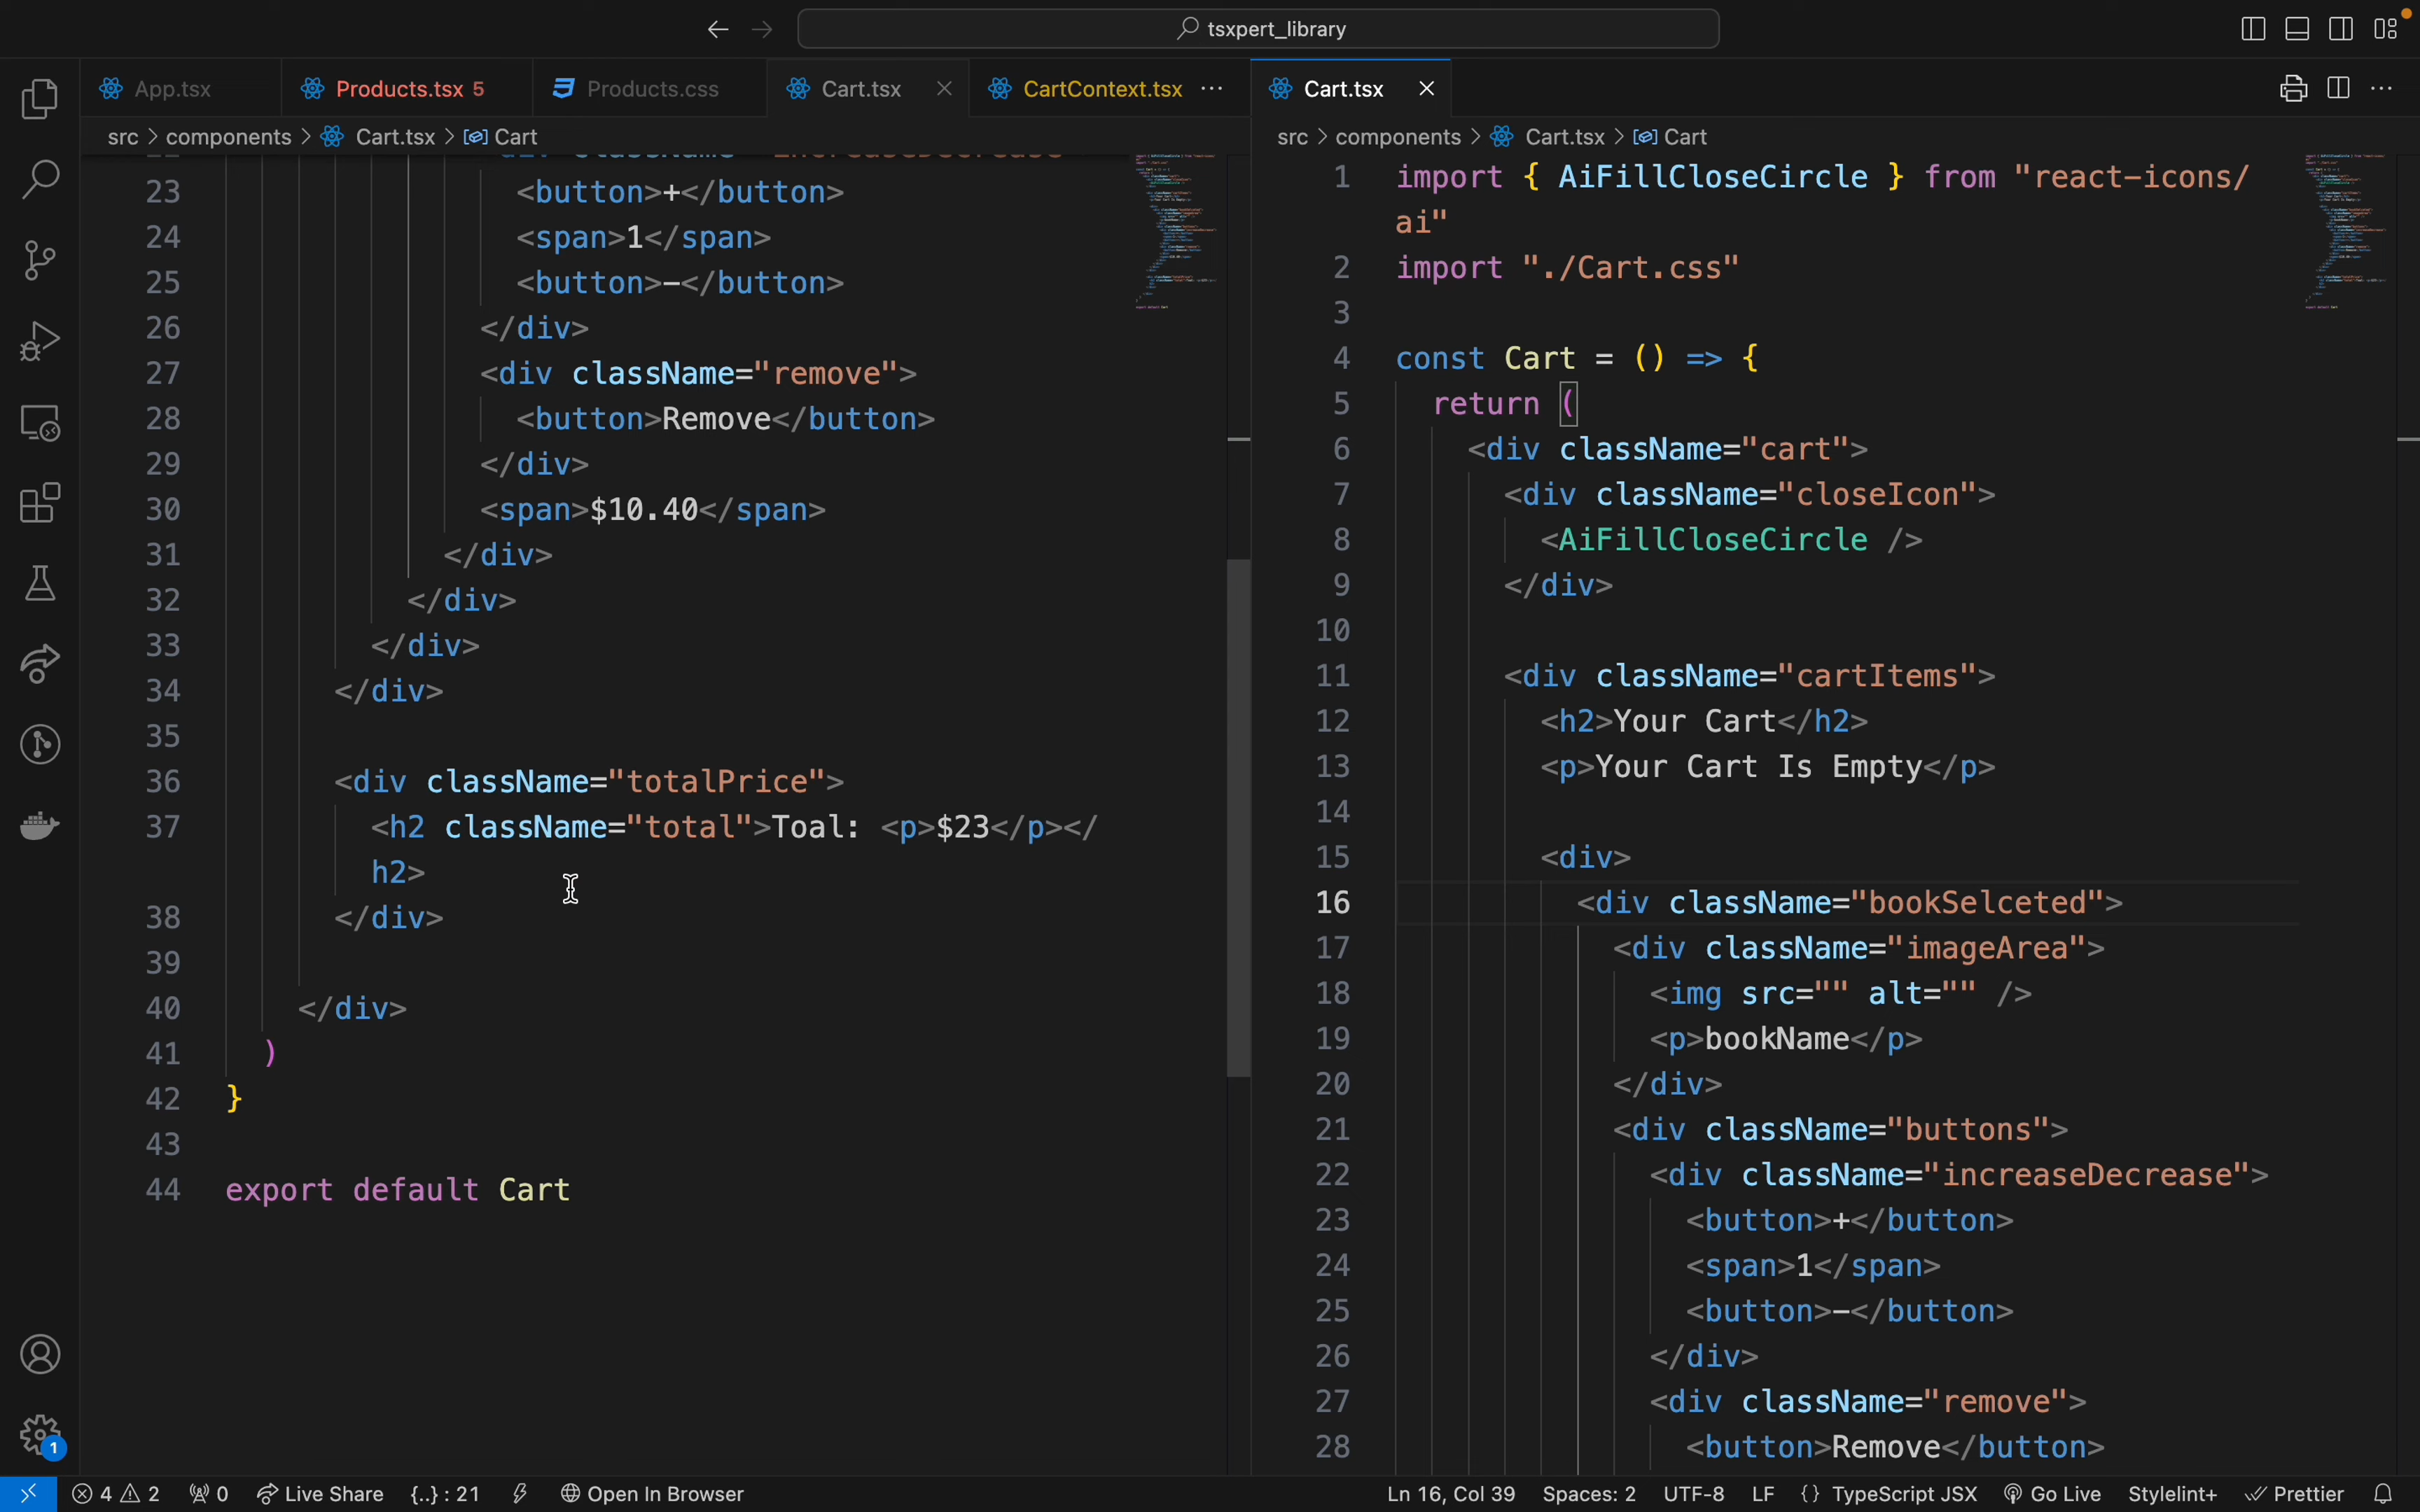 tsxpert_library
App.tsx
Products.tsx 5
Products.css
Cart.tsx
CartContext.tsx ···
src > components > Cart.tsx > Cart
23 <button>+</button>
24 <span>1</span>
25 <button>-</button>
26 </div>
27 <div className="remove">
28 <button>Remove</button>
29 </div>
30 <span>$10.40</span>
31 </div>
32 </div>
33 </div>
34 </div>
35
36 <div className="totalPrice">
37 <h2 className="total">Toal: <p>$23</p></
h2>
38 </div>
39
40 </div>
41 )
42 }
43
44 export default Cart
Cart.tsx
src > components > Cart.tsx > Cart
1 import { AiFillCloseCircle } from "react-icons/
ai"
2 import "./Cart.css"
3
4 const Cart = () => {
5 return (
6 <div className="cart">
7 <div className="closeIcon">
8 <AiFillCloseCircle />
9 </div>
10
11 <div className="cartItems">
12 <h2>Your Cart</h2>
13 <p>Your Cart Is Empty</p>
14
15 <div>
16 <div className="bookSelceted">
17 <div className="imageArea">
18 <img src="" alt="" />
19 <p>bookName</p>
20 </div>
21 <div className="buttons">
22 <div className="increaseDecrease">
23 <button>+</button>
24 <span>1</span>
25 <button>-</button>
26 </div>
27 <div className="remove">
28 <button>Remove</button>
1
4 2 0 Live Share {..} : 21 Open In Browser
Ln 16, Col 39 Spaces: 2 UTF-8 LF {} TypeScript JSX Go Live Stylelint+ Prettier